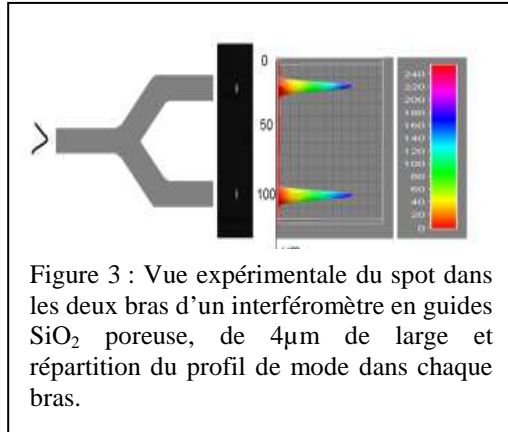 0
50
100
240
220
200
180
160
140
120
100
80
60
40
20
0
µm
Figure 3 : Vue expérimentale du spot dans
les deux bras d’un interféromètre en guides
SiO₂ poreuse, de 4µm de large et
répartition du profil de mode dans chaque
bras.